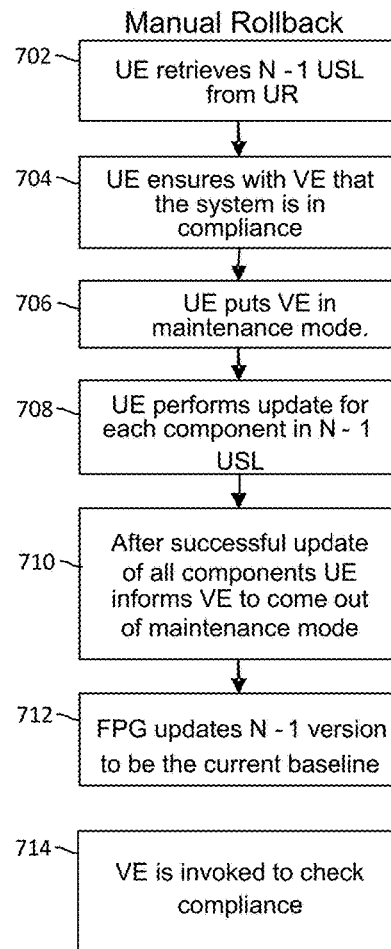 Manual Rollback
702
UE retrieves N - 1 USL
from UR
704
UE ensures with VE that
the system is in
compliance
706
UE puts VE in
maintenance mode.
708
UE performs update for
each component in N - 1
USL
710
After successful update
of all components UE
informs VE to come out
of maintenance mode
712
FPG updates N - 1 version
to be the current baseline
714
VE is invoked to check
compliance